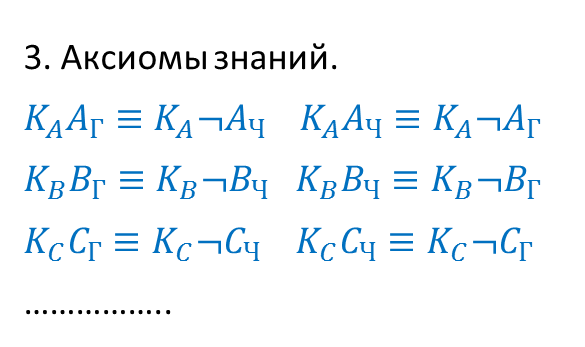 3. Аксиомы знаний.
K_A A_Г ≡ K_A ¬A_Ч   K_A A_Ч ≡ K_A ¬A_Г
K_B B_Г ≡ K_B ¬B_Ч   K_B B_Ч ≡ K_B ¬B_Г
K_C C_Г ≡ K_C ¬C_Ч   K_C C_Ч ≡ K_C ¬C_Г
……………..